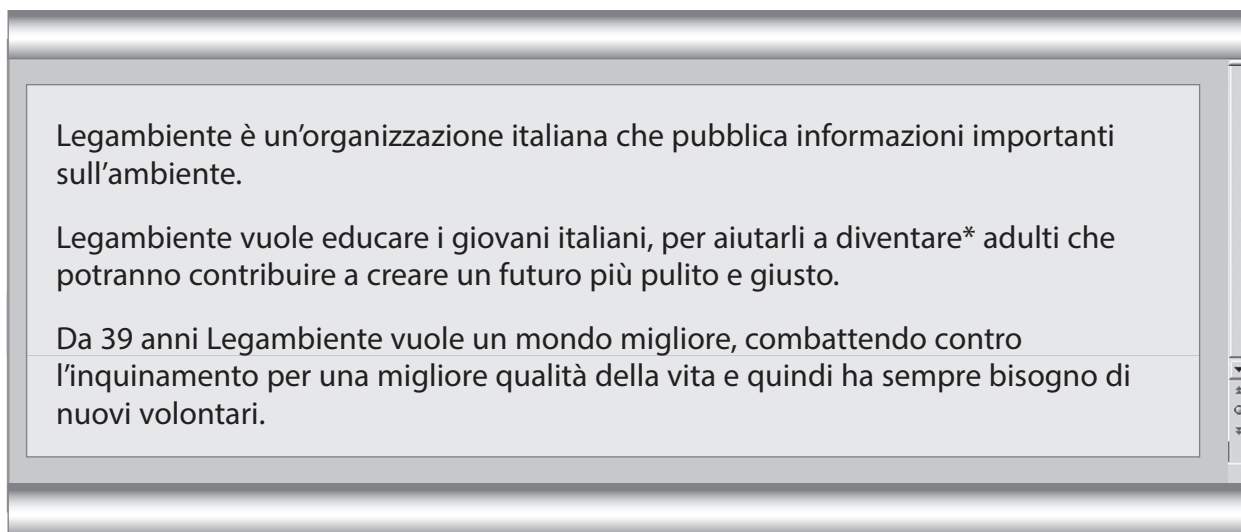 Legambiente è un’organizzazione italiana che pubblica informazioni importanti
sull’ambiente.
Legambiente vuole educare i giovani italiani, per aiutarli a diventare* adulti che
potranno contribuire a creare un futuro più pulito e giusto.
Da 39 anni Legambiente vuole un mondo migliore, combattendo contro
l’inquinamento per una migliore qualità della vita e quindi ha sempre bisogno di
nuovi volontari.